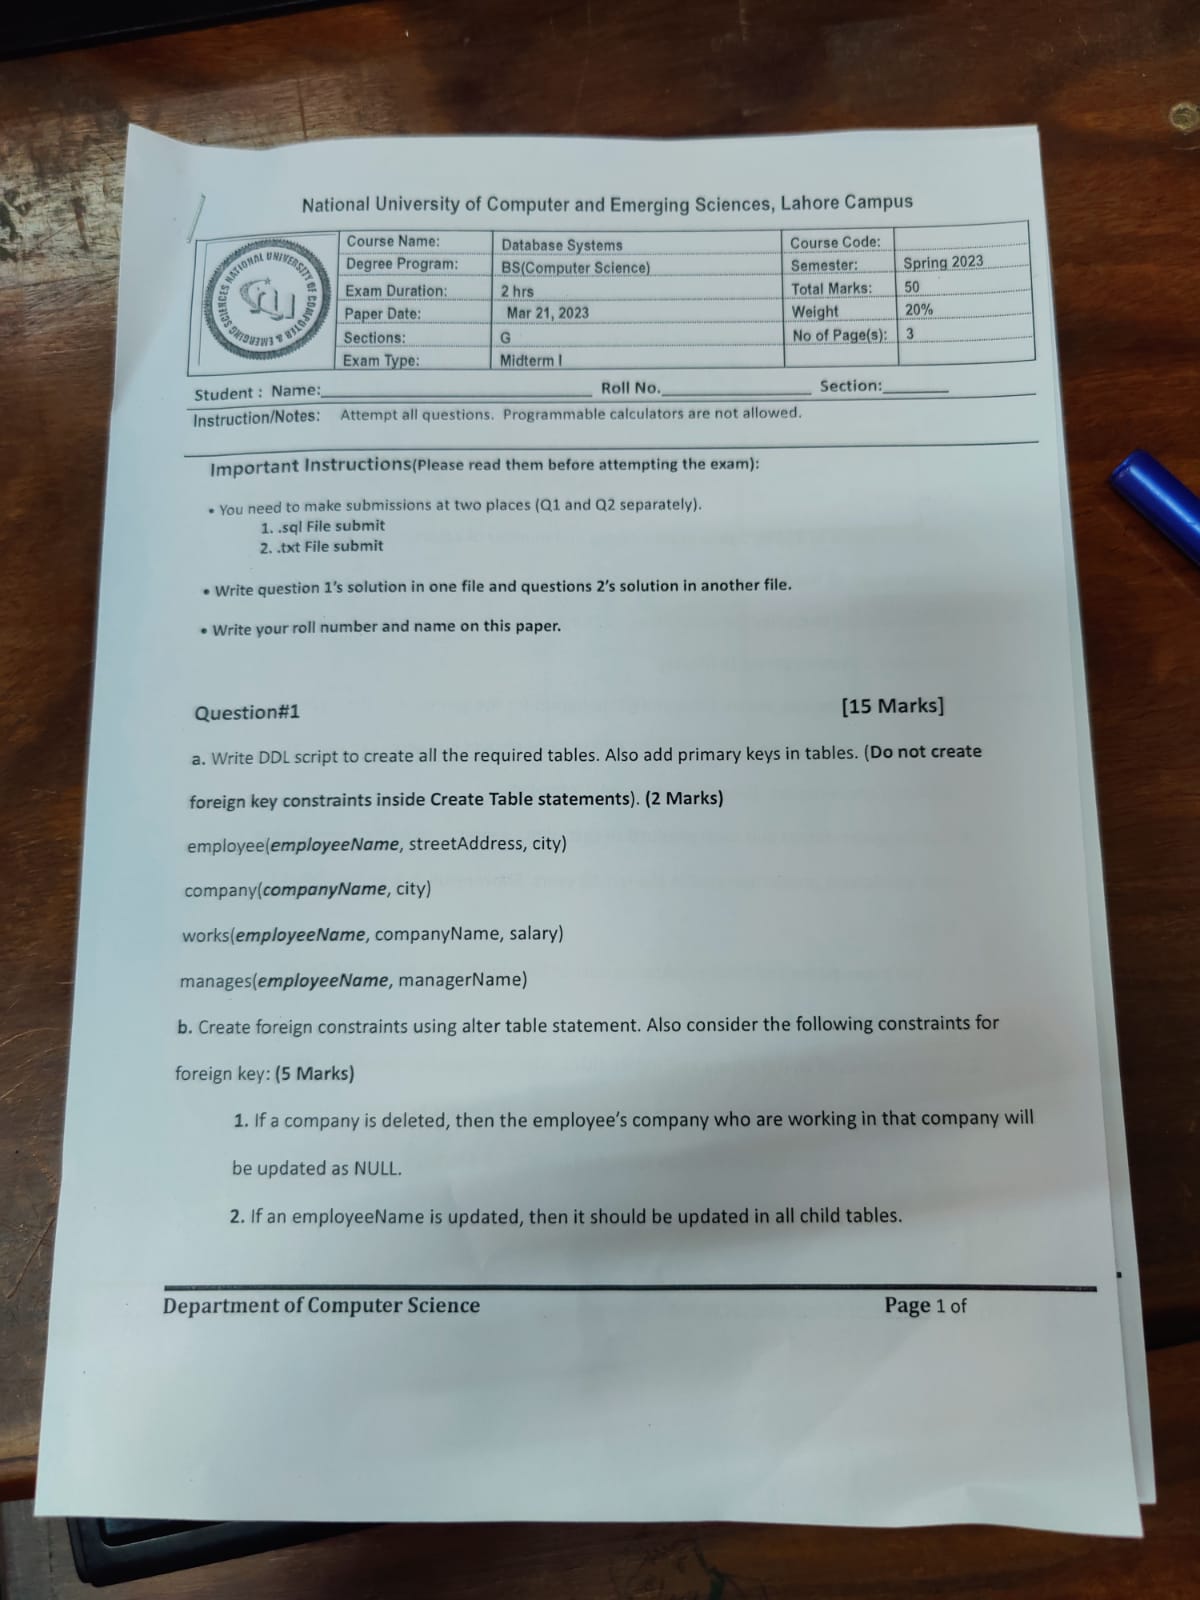 National University of Computer and Emerging Sciences, Lahore Campus
NATIONAL UNIVERSITY OF COMPUTER & EMERGING SCIENCES
Course Name: Database Systems Course Code:
Degree Program: BS(Computer Science) Semester: Spring 2023
Exam Duration: 2 hrs Total Marks: 50
Paper Date: Mar 21, 2023 Weight 20%
Sections: G No of Page(s): 3
Exam Type: Midterm I
Student : Name:__________ Roll No.__________ Section:______
Instruction/Notes: Attempt all questions. Programmable calculators are not allowed.
Important Instructions(Please read them before attempting the exam):
• You need to make submissions at two places (Q1 and Q2 separately).
1. .sql File submit
2. .txt File submit
• Write question 1’s solution in one file and questions 2’s solution in another file.
• Write your roll number and name on this paper.
Question#1 [15 Marks]
a. Write DDL script to create all the required tables. Also add primary keys in tables. (Do not create
foreign key constraints inside Create Table statements). (2 Marks)
employee(employeeName, streetAddress, city)
company(companyName, city)
works(employeeName, companyName, salary)
manages(employeeName, managerName)
b. Create foreign constraints using alter table statement. Also consider the following constraints for
foreign key: (5 Marks)
1. If a company is deleted, then the employee’s company who are working in that company will
be updated as NULL.
2. If an employeeName is updated, then it should be updated in all child tables.
Department of Computer Science Page 1 of